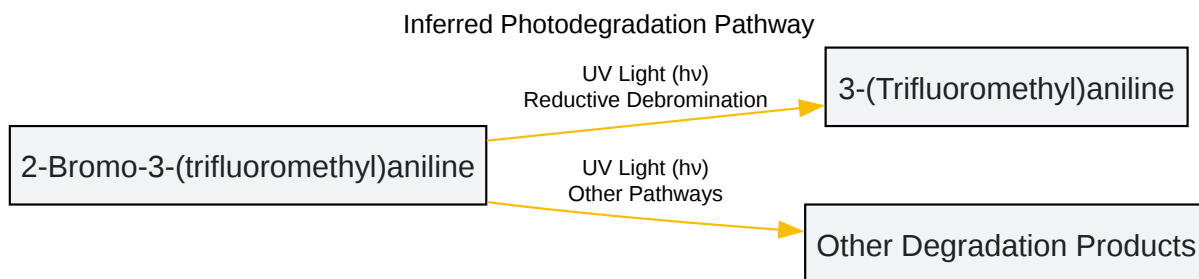 Inferred Photodegradation Pathway
UV Light (hν)
Reductive Debromination
3-(Trifluoromethyl)aniline
2-Bromo-3-(trifluoromethyl)aniline
UV Light (hν)
Other Pathways
Other Degradation Products